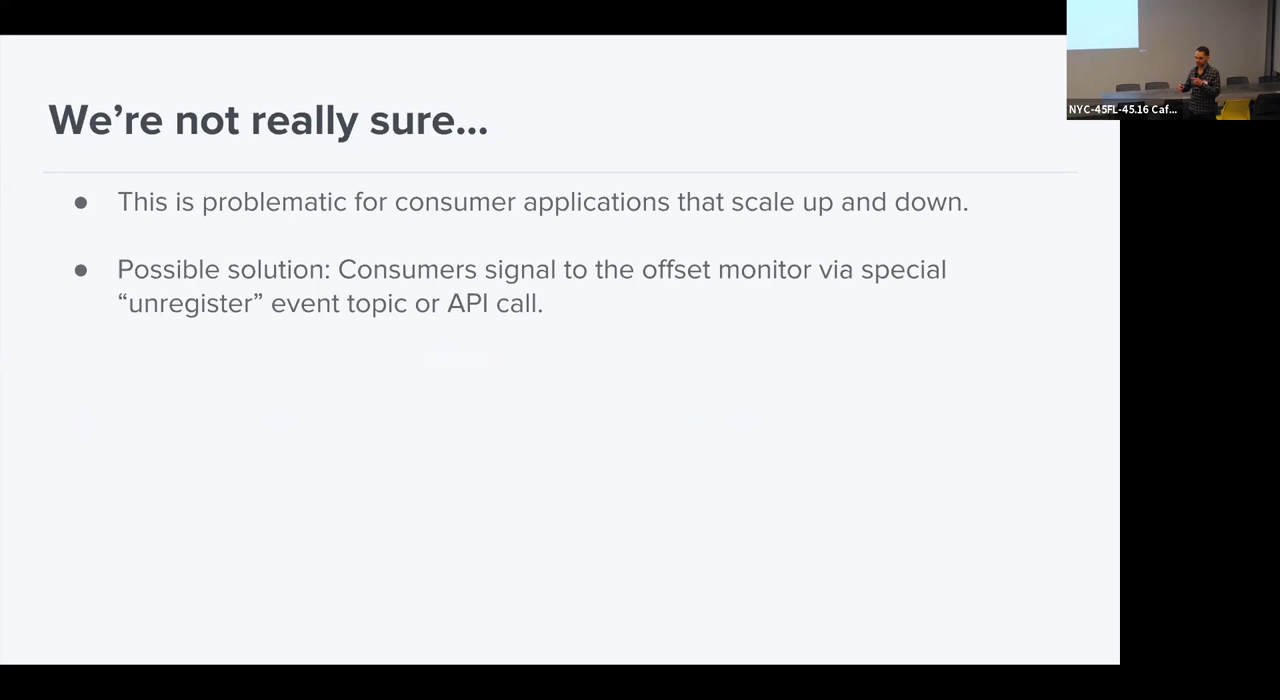 We’re not really sure...
● This is problematic for consumer applications that scale up and down.
● Possible solution: Consumers signal to the offset monitor via special
“unregister” event topic or API call.
NYC-45FL-45.16 Caf...